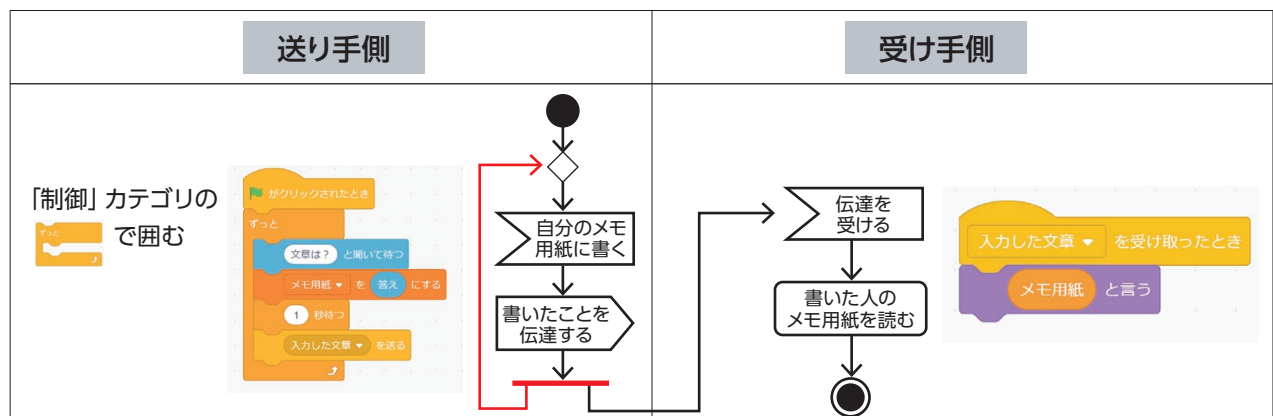 送り手側
受け手側
「制御」カテゴリの
ずっと
で囲む
がクリックされたとき
ずっと
文章は? と聞いて待つ
メモ用紙 を 答え にする
1 秒待つ
入力した文章 を送る
自分のメモ
用紙に書く
書いたことを
伝達する
伝達を
受ける
書いた人の
メモ用紙を読む
入力した文章 を受け取ったとき
メモ用紙 と言う